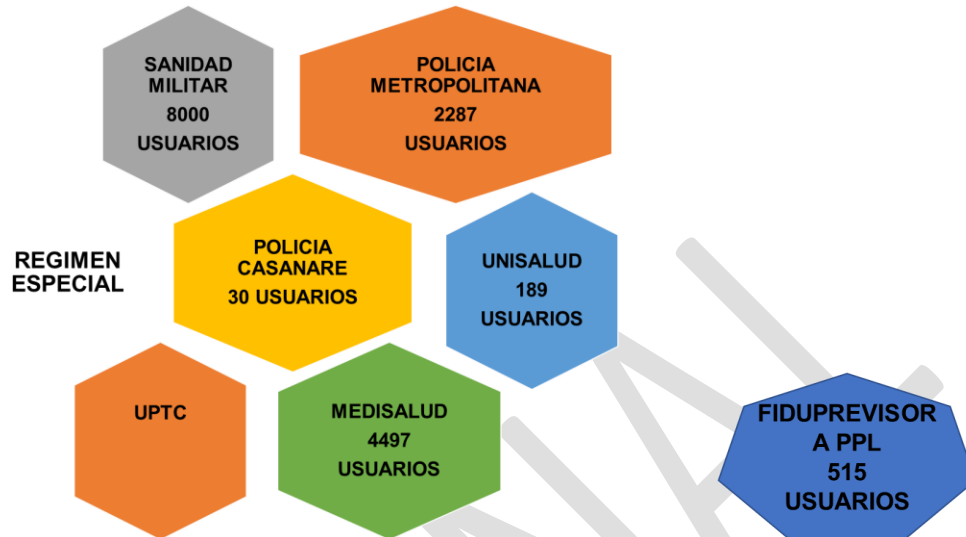 SANIDAD
MILITAR
8000
USUARIOS
POLICIA
METROPOLITANA
2287
USUARIOS
REGIMEN
ESPECIAL
POLICIA
CASANARE
30 USUARIOS
UNISALUD
189
USUARIOS
UPTC
MEDISALUD
4497
USUARIOS
FIDUPREVISOR
A PPL
515
USUARIOS